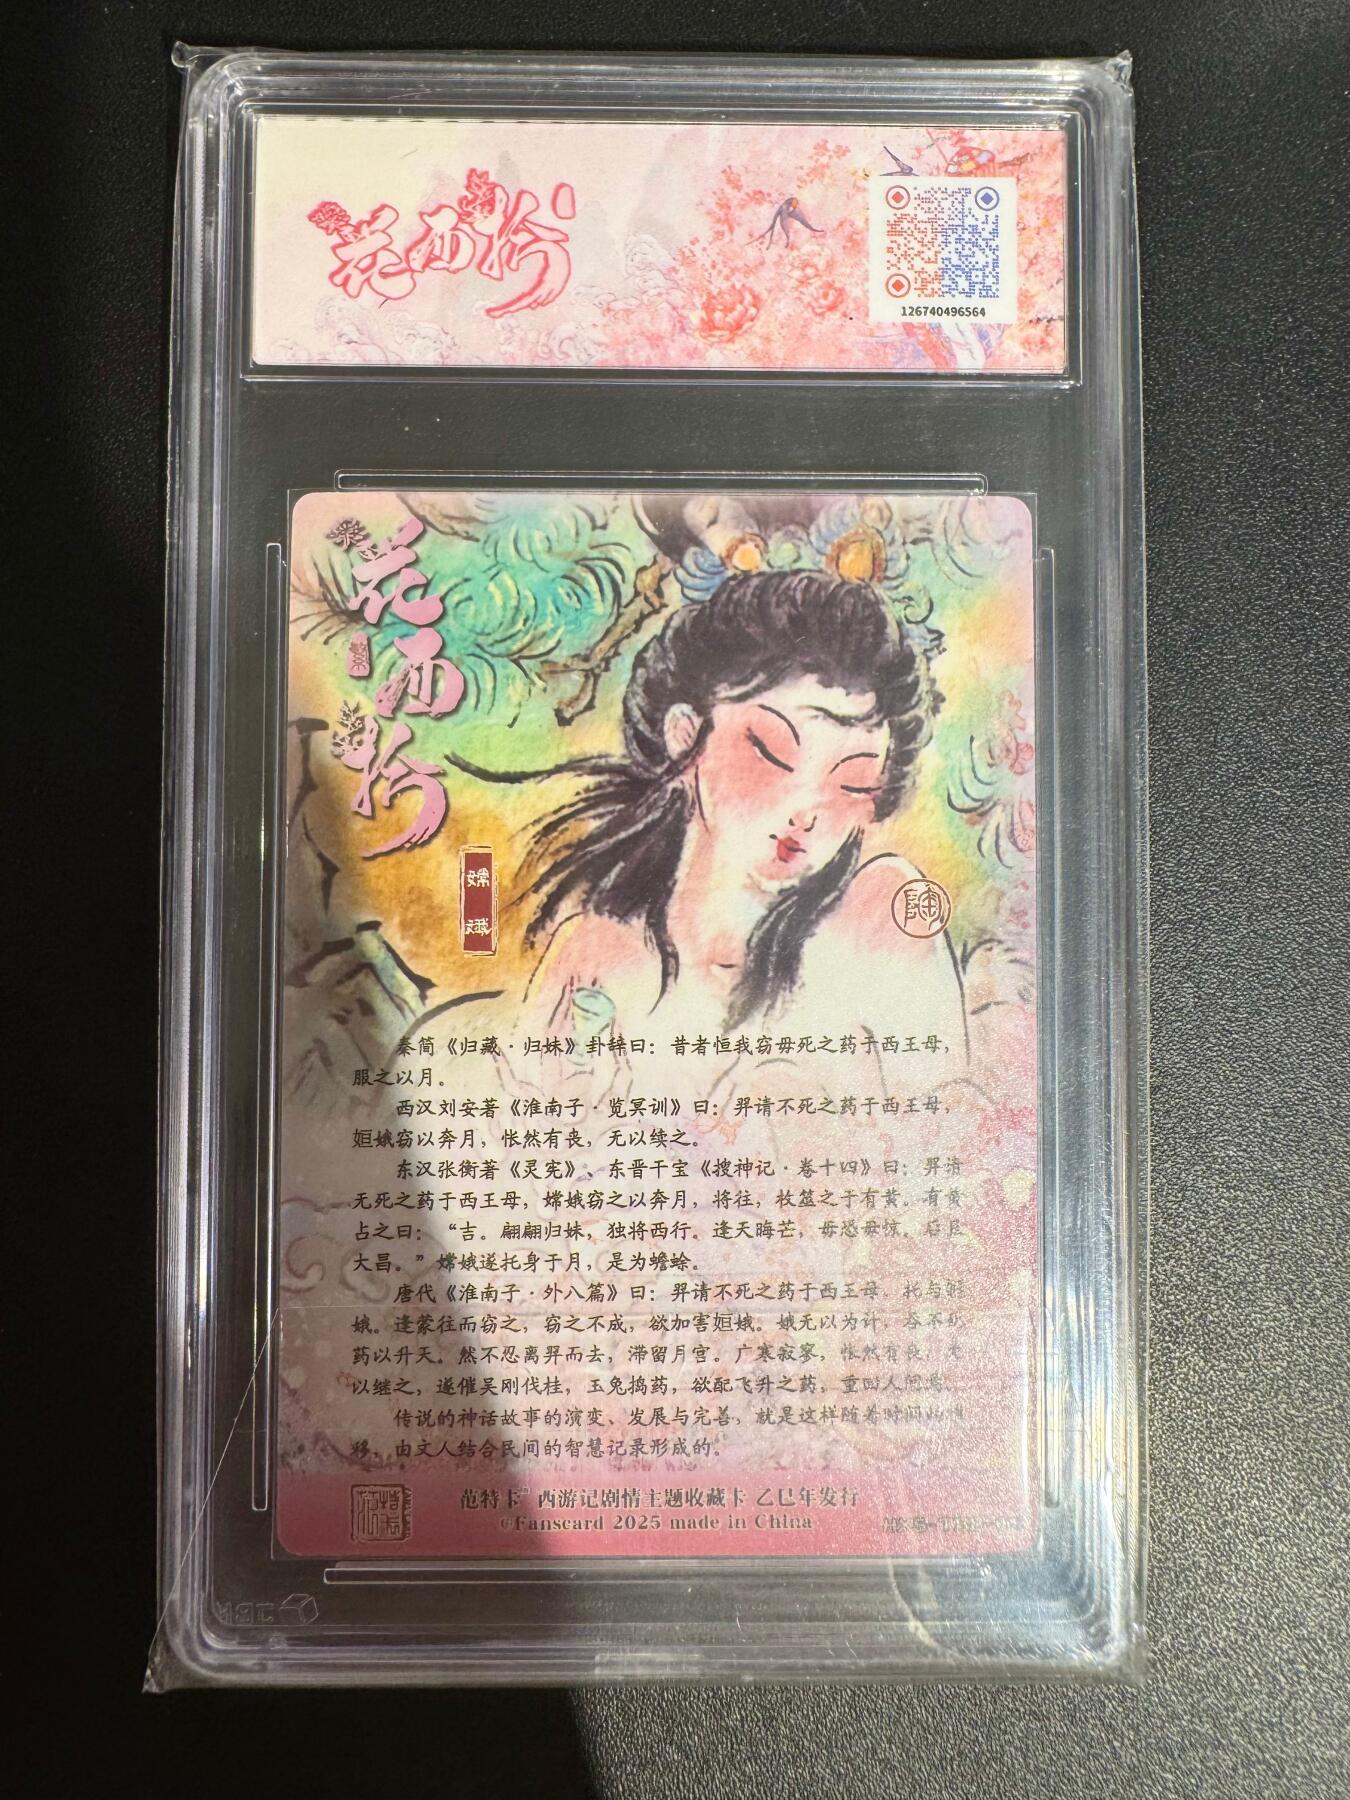 花西拾
126740496564
花西拾
嫦娥
陶
秦简《归藏·归妹》卦辞曰：昔者恒我窃毋死之药于西王母，
服之以月。
西汉刘安著《淮南子·览冥训》曰：羿请不死之药于西王母，
姮娥窃以奔月，怅然有丧，无以续之。
东汉张衡著《灵宪》、东晋干宝《搜神记·卷十四》曰：羿请
无死之药于西王母，嫦娥窃之以奔月，将往，枚筮之于有黄。有黄
占之曰：“吉。翩翩归妹，独将西行。逢天晦芒，毋恐毋惊。后且
大昌。”嫦娥遂托身于月，是为蟾蜍。
唐代《淮南子·外八篇》曰：羿请不死之药于西王母。托与姮
娥。逢蒙往而窃之，窃之不成，欲加害姮娥。娥无以为计，吞不死
药以升天。然不忍离羿而去，滞留月宫。广寒寂寥，怅然有丧，无
以继之，遂催吴刚伐桂，玉兔捣药，欲配飞升之药，重回人间焉。
传说的神话故事的演变、发展与完善，就是这样随着时间的推
移，由文人结合民间的智慧记录形成的。
范特卡 西游记剧情主题收藏卡 乙巳年发行
©Fanscard 2025 made in China